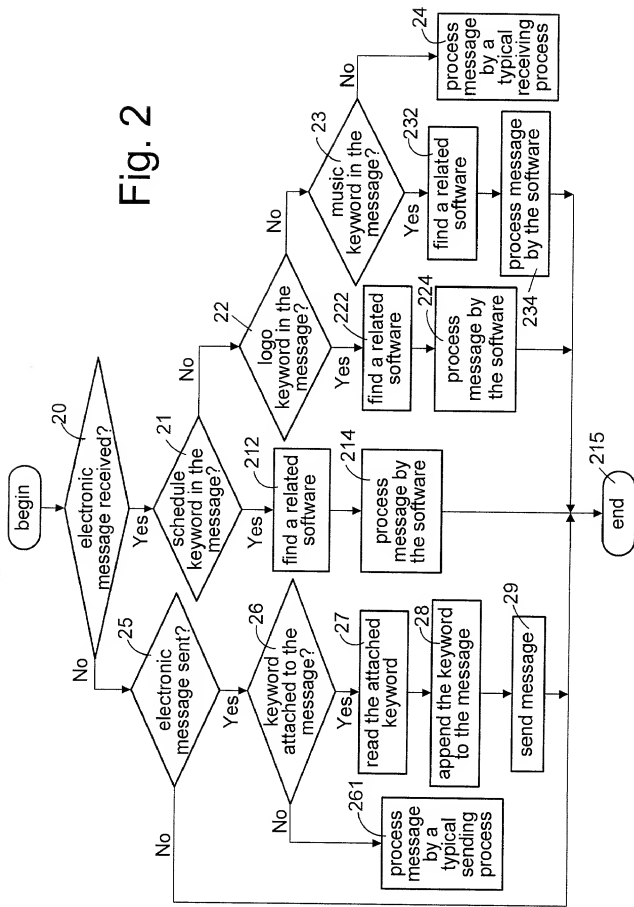 Fig. 2
begin
20
electronic
message received?
No
Yes
25
electronic
message sent?
No
Yes
21
schedule
keyword in the
message?
No
Yes
26
keyword
attached to the
message?
No
Yes
212
find a related
software
214
process message by
the software
22
logo
keyword in the
message?
No
Yes
222
find a related
software
224
process message by
the software
23
music
keyword in the
message?
No
Yes
232
find a related
software
process message
by the software
234
24
process
message
by a
typical
receiving
process
261
process
message
by a
typical
sending
process
27
read the attached
keyword
28
append the keyword
to the message
29
send message
215
end